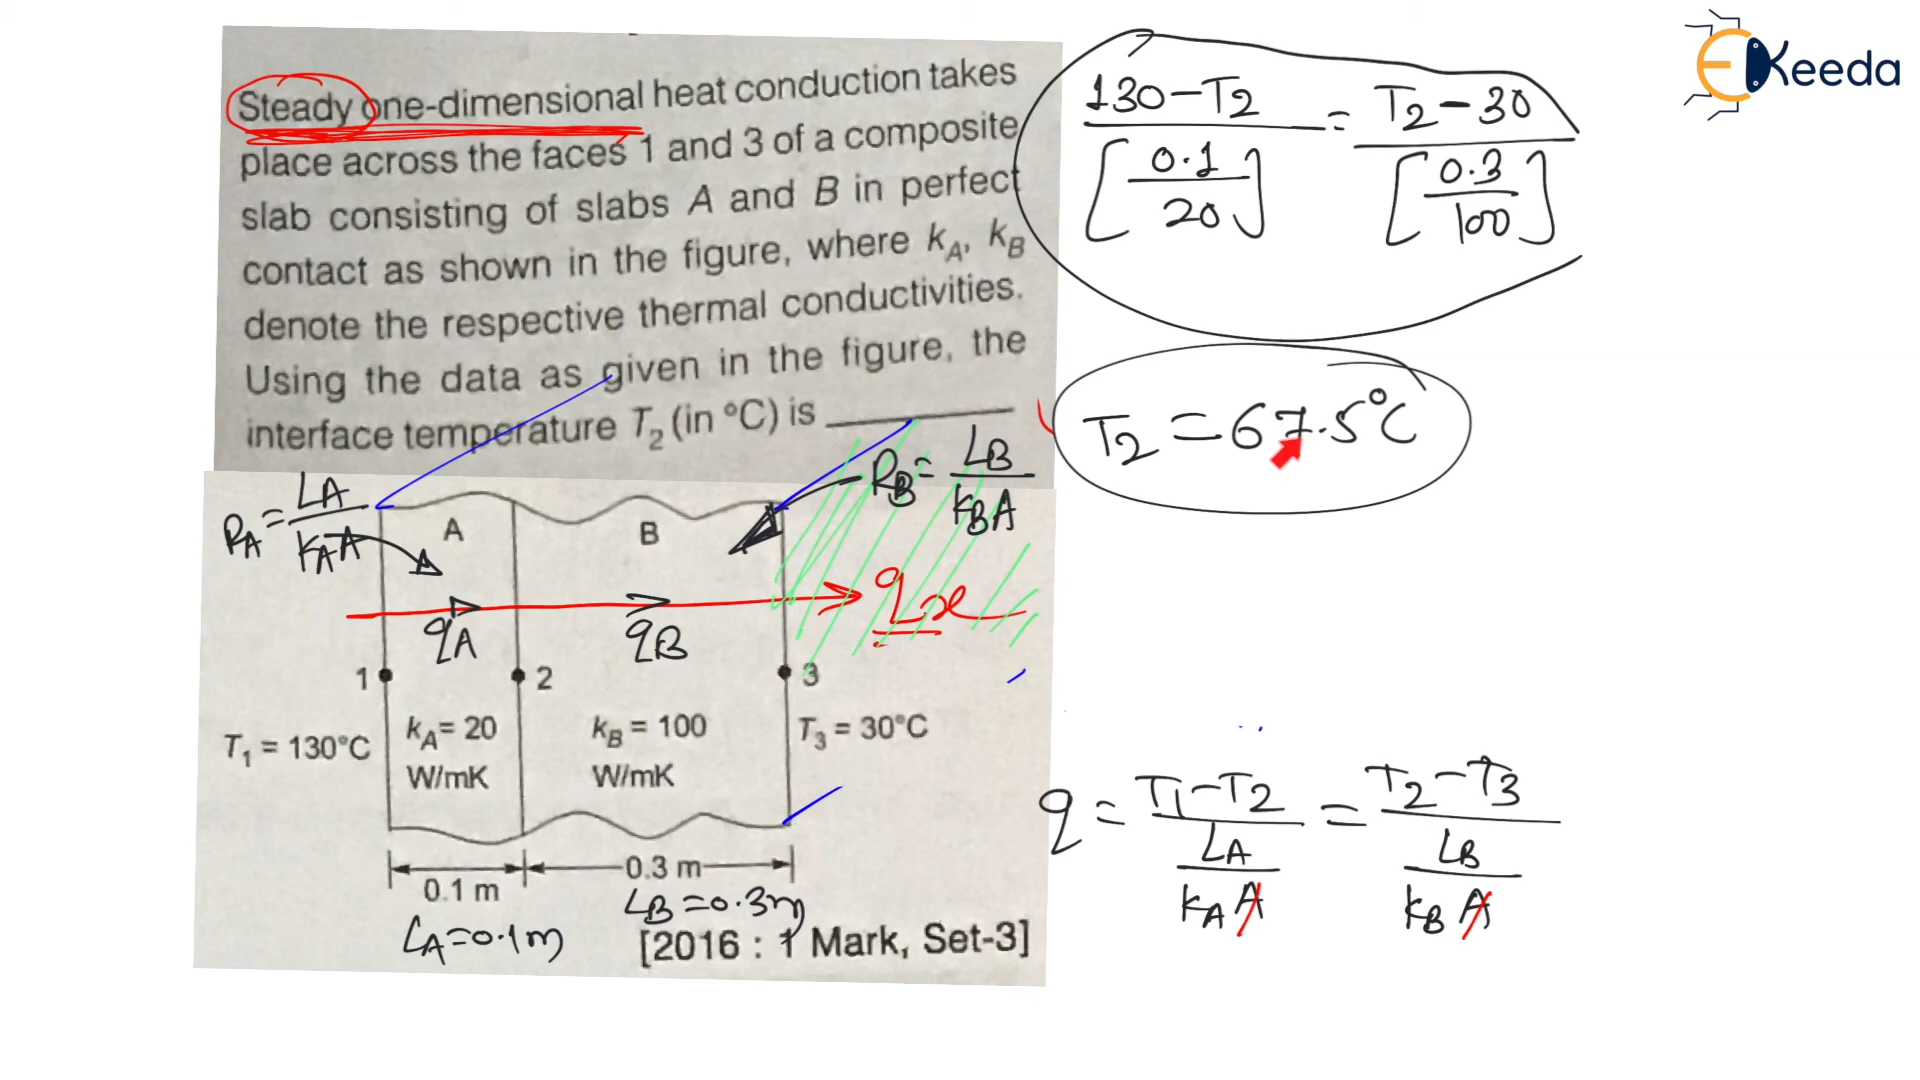 Steady one-dimensional heat conduction takes
place across the faces 1 and 3 of a composite
slab consisting of slabs A and B in perfect
contact as shown in the figure, where kA, kB
denote the respective thermal conductivities.
Using the data as given in the figure, the
interface temperature T2 (in °C) is ________
RA = LA / kA A
A
B
RB = LB / kB A
qA
qB
qx
1
2
3
T1 = 130°C
kA = 20
W/mK
kB = 100
W/mK
T3 = 30°C
0.1 m
0.3 m
LA = 0.1m
LB = 0.3m
[2016 : 1 Mark, Set-3]
EKeeda
130 - T2 / [0.1 / 20] = T2 - 30 / [0.3 / 100]
T2 = 67.5°C
q = T1 - T2 / LA / kA A = T2 - T3 / LB / kB A